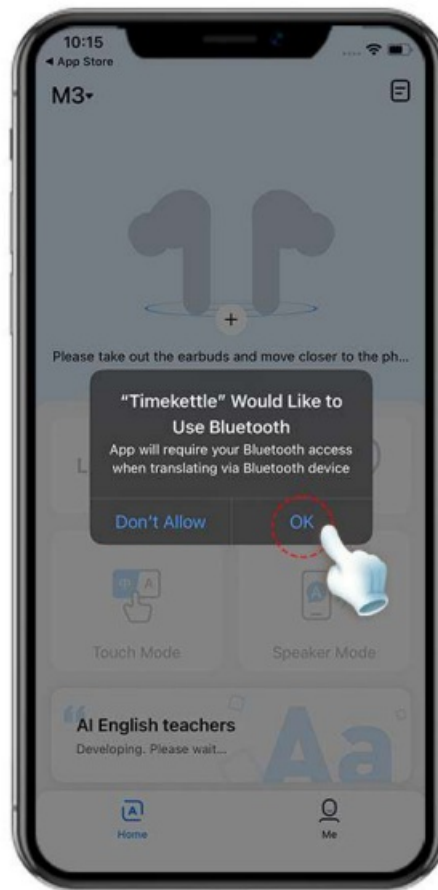 10:15
◀ App Store
M3▾
Please take out the earbuds and move closer to the ph...
“Timekettle” Would Like to
Use Bluetooth
App will require your Bluetooth access
when translating via Bluetooth device
Don't Allow
OK
L
中 A
A
Touch Mode
Speaker Mode
AI English teachers
Developing. Please wait...
Aa
A
Home
Me